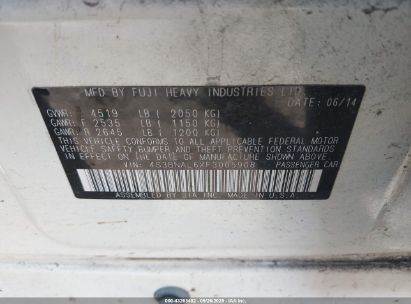 MFD BY FUJI HEAVY INDUSTRIES LTD.
DATE: 06/14
GVWR: 4519 LB ( 2050 KG)
GAWR: F 2535 LB ( 1150 KG)
GAWR: R 2645 LB ( 1200 KG)
THIS VEHICLE CONFORMS TO ALL APPLICABLE FEDERAL MOTOR
VEHICLE SAFETY BUMPER AND THEFT PREVENTION STANDARDS
IN EFFECT ON THE DATE OF MANUFACTURE SHOWN ABOVE.
VIN: 4S3BNAL6XF3005908 PASSENGER CAR
ASSEMBLED BY SIA INC. MADE IN U.S.A.